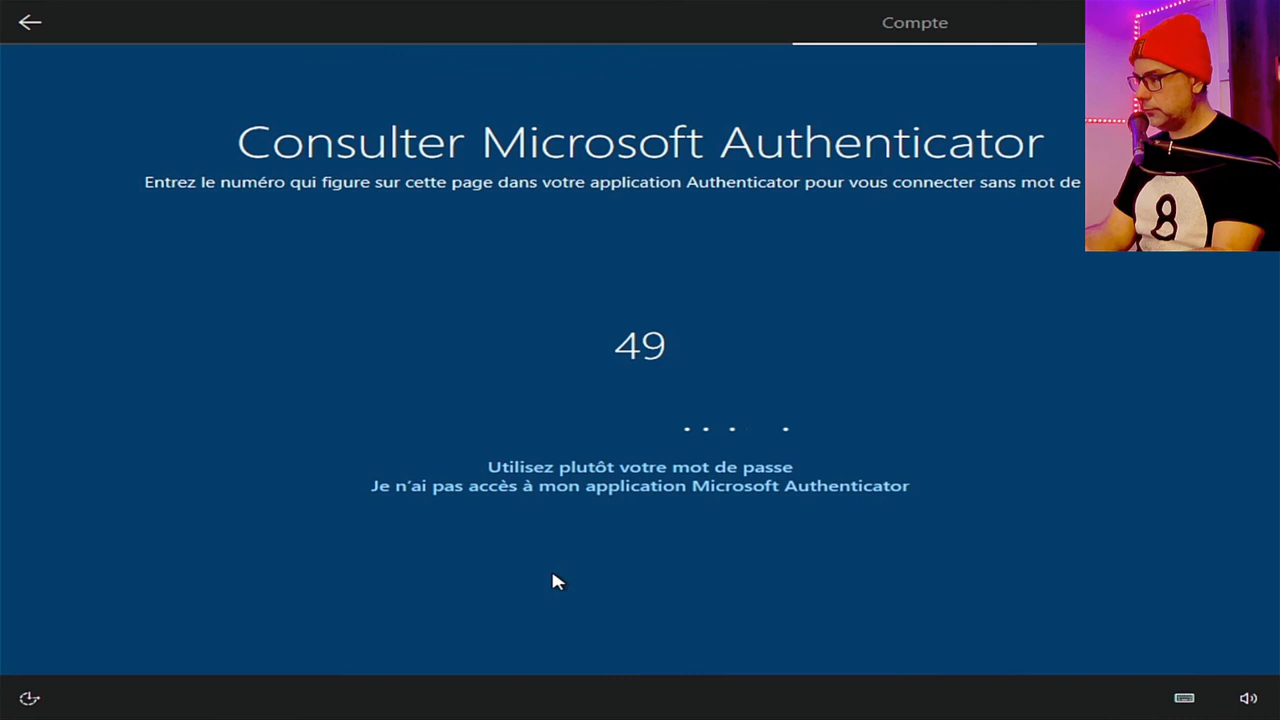 Compte
Consulter Microsoft Authenticator
Entrez le numéro qui figure sur cette page dans votre application Authenticator pour vous connecter sans mot de
49
Utilisez plutôt votre mot de passe
Je n'ai pas accès à mon application Microsoft Authenticator
8